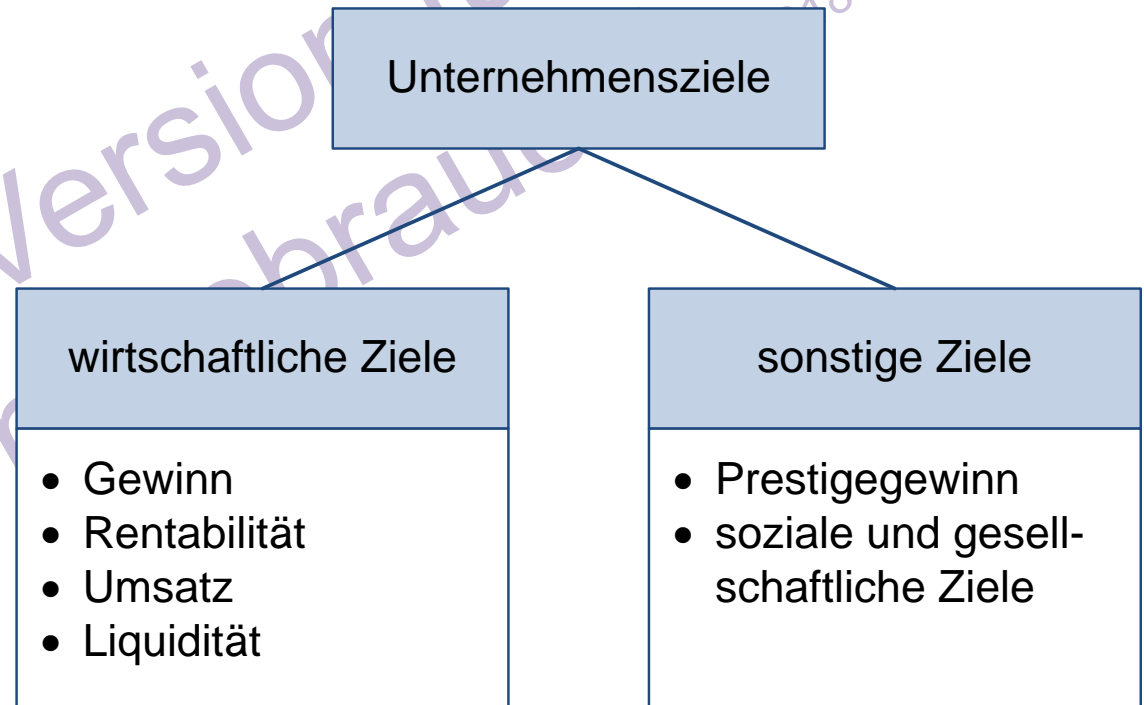 Unternehmensziele
wirtschaftliche Ziele
• Gewinn
• Rentabilität
• Umsatz
• Liquidität
sonstige Ziele
• Prestigegewinn
• soziale und gesell-
schaftliche Ziele